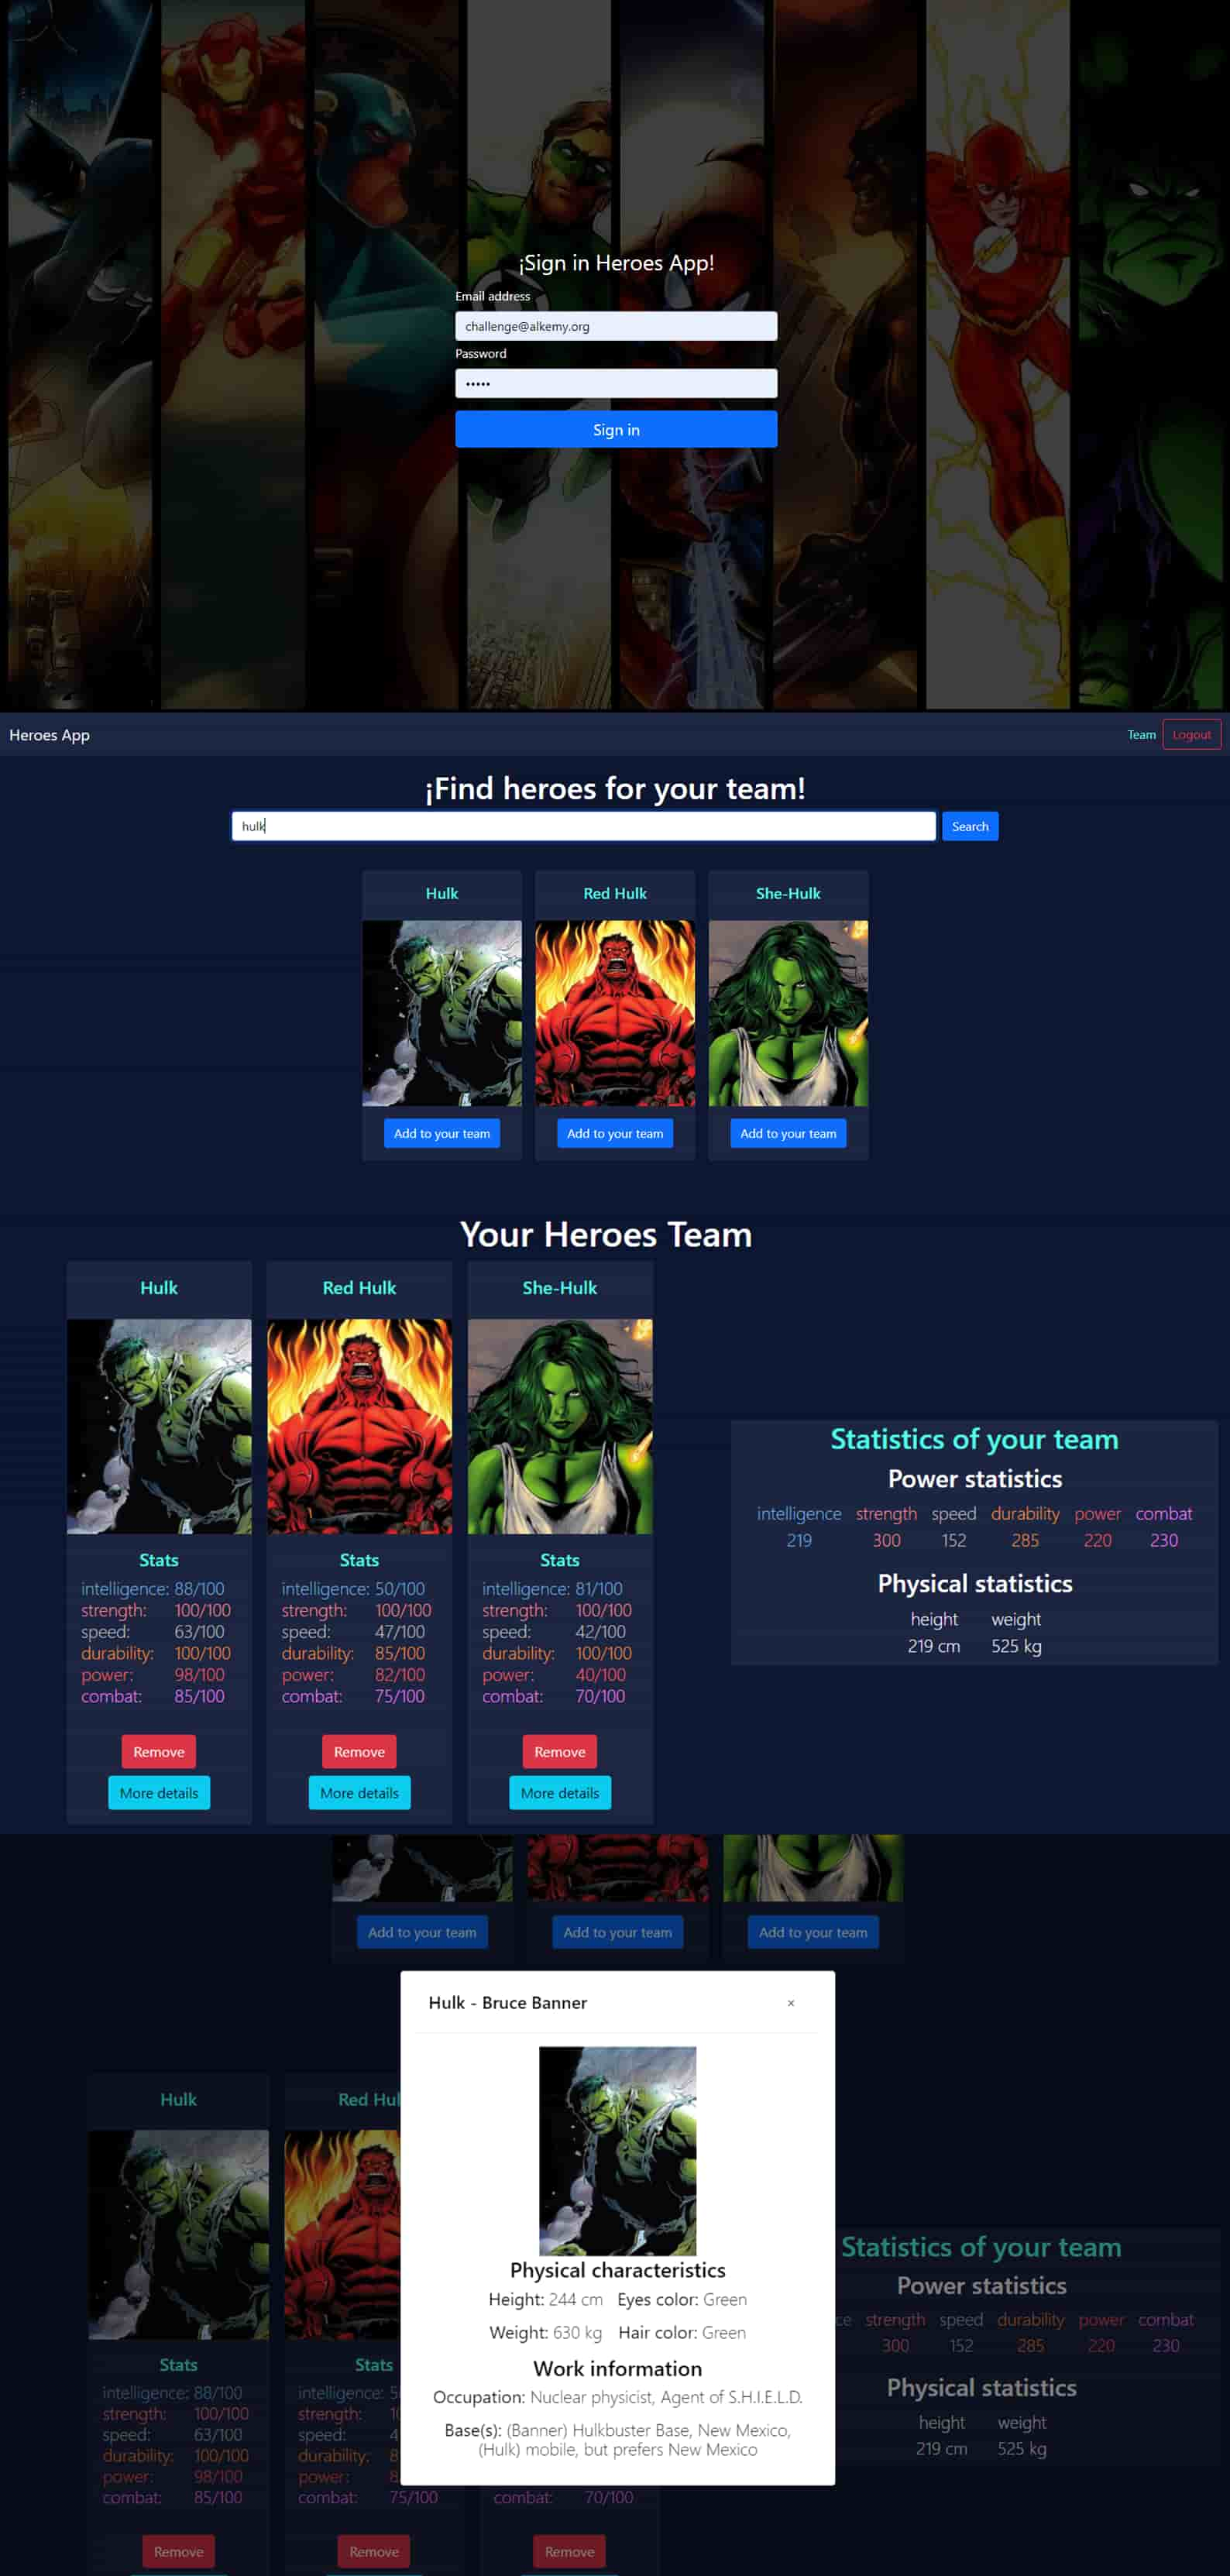 ¡Sign in Heroes App!
Email address
challenge@alkemy.org
Password
•••••
Sign in
Heroes App
Team Logout
¡Find heroes for your team!
hulk Search
Hulk Red Hulk She-Hulk
Add to your team Add to your team Add to your team
Your Heroes Team
Hulk Red Hulk She-Hulk
Statistics of your team
Power statistics
intelligence strength speed durability power combat
219 300 152 285 220 230
Physical statistics
height weight
219 cm 525 kg
Stats Stats Stats
intelligence: 88/100 intelligence: 50/100 intelligence: 81/100
strength: 100/100 strength: 100/100 strength: 100/100
speed: 63/100 speed: 47/100 speed: 42/100
durability: 100/100 durability: 85/100 durability: 100/100
power: 98/100 power: 82/100 power: 40/100
combat: 85/100 combat: 75/100 combat: 70/100
Remove Remove Remove
More details More details More details
Add to your team Add to your team Add to your team
Hulk - Bruce Banner ×
Physical characteristics
Height: 244 cm Eyes color: Green
Weight: 630 kg Hair color: Green
Work information
Occupation: Nuclear physicist, Agent of S.H.I.E.L.D.
Base(s): (Banner) Hulkbuster Base, New Mexico,
(Hulk) mobile, but prefers New Mexico
Hulk Red Hul
Statistics of your team
Power statistics
ce strength speed durability power combat
300 152 285 220 230
Physical statistics
height weight
219 cm 525 kg
Stats Stats
intelligence: 88/100 intelligence: 5
strength: 100/100 strength: 10
speed: 63/100 speed: 4
durability: 100/100 durability: 8
power: 98/100 power: 8
combat: 85/100 combat: 75/100 combat: 70/100
Remove Remove Remove